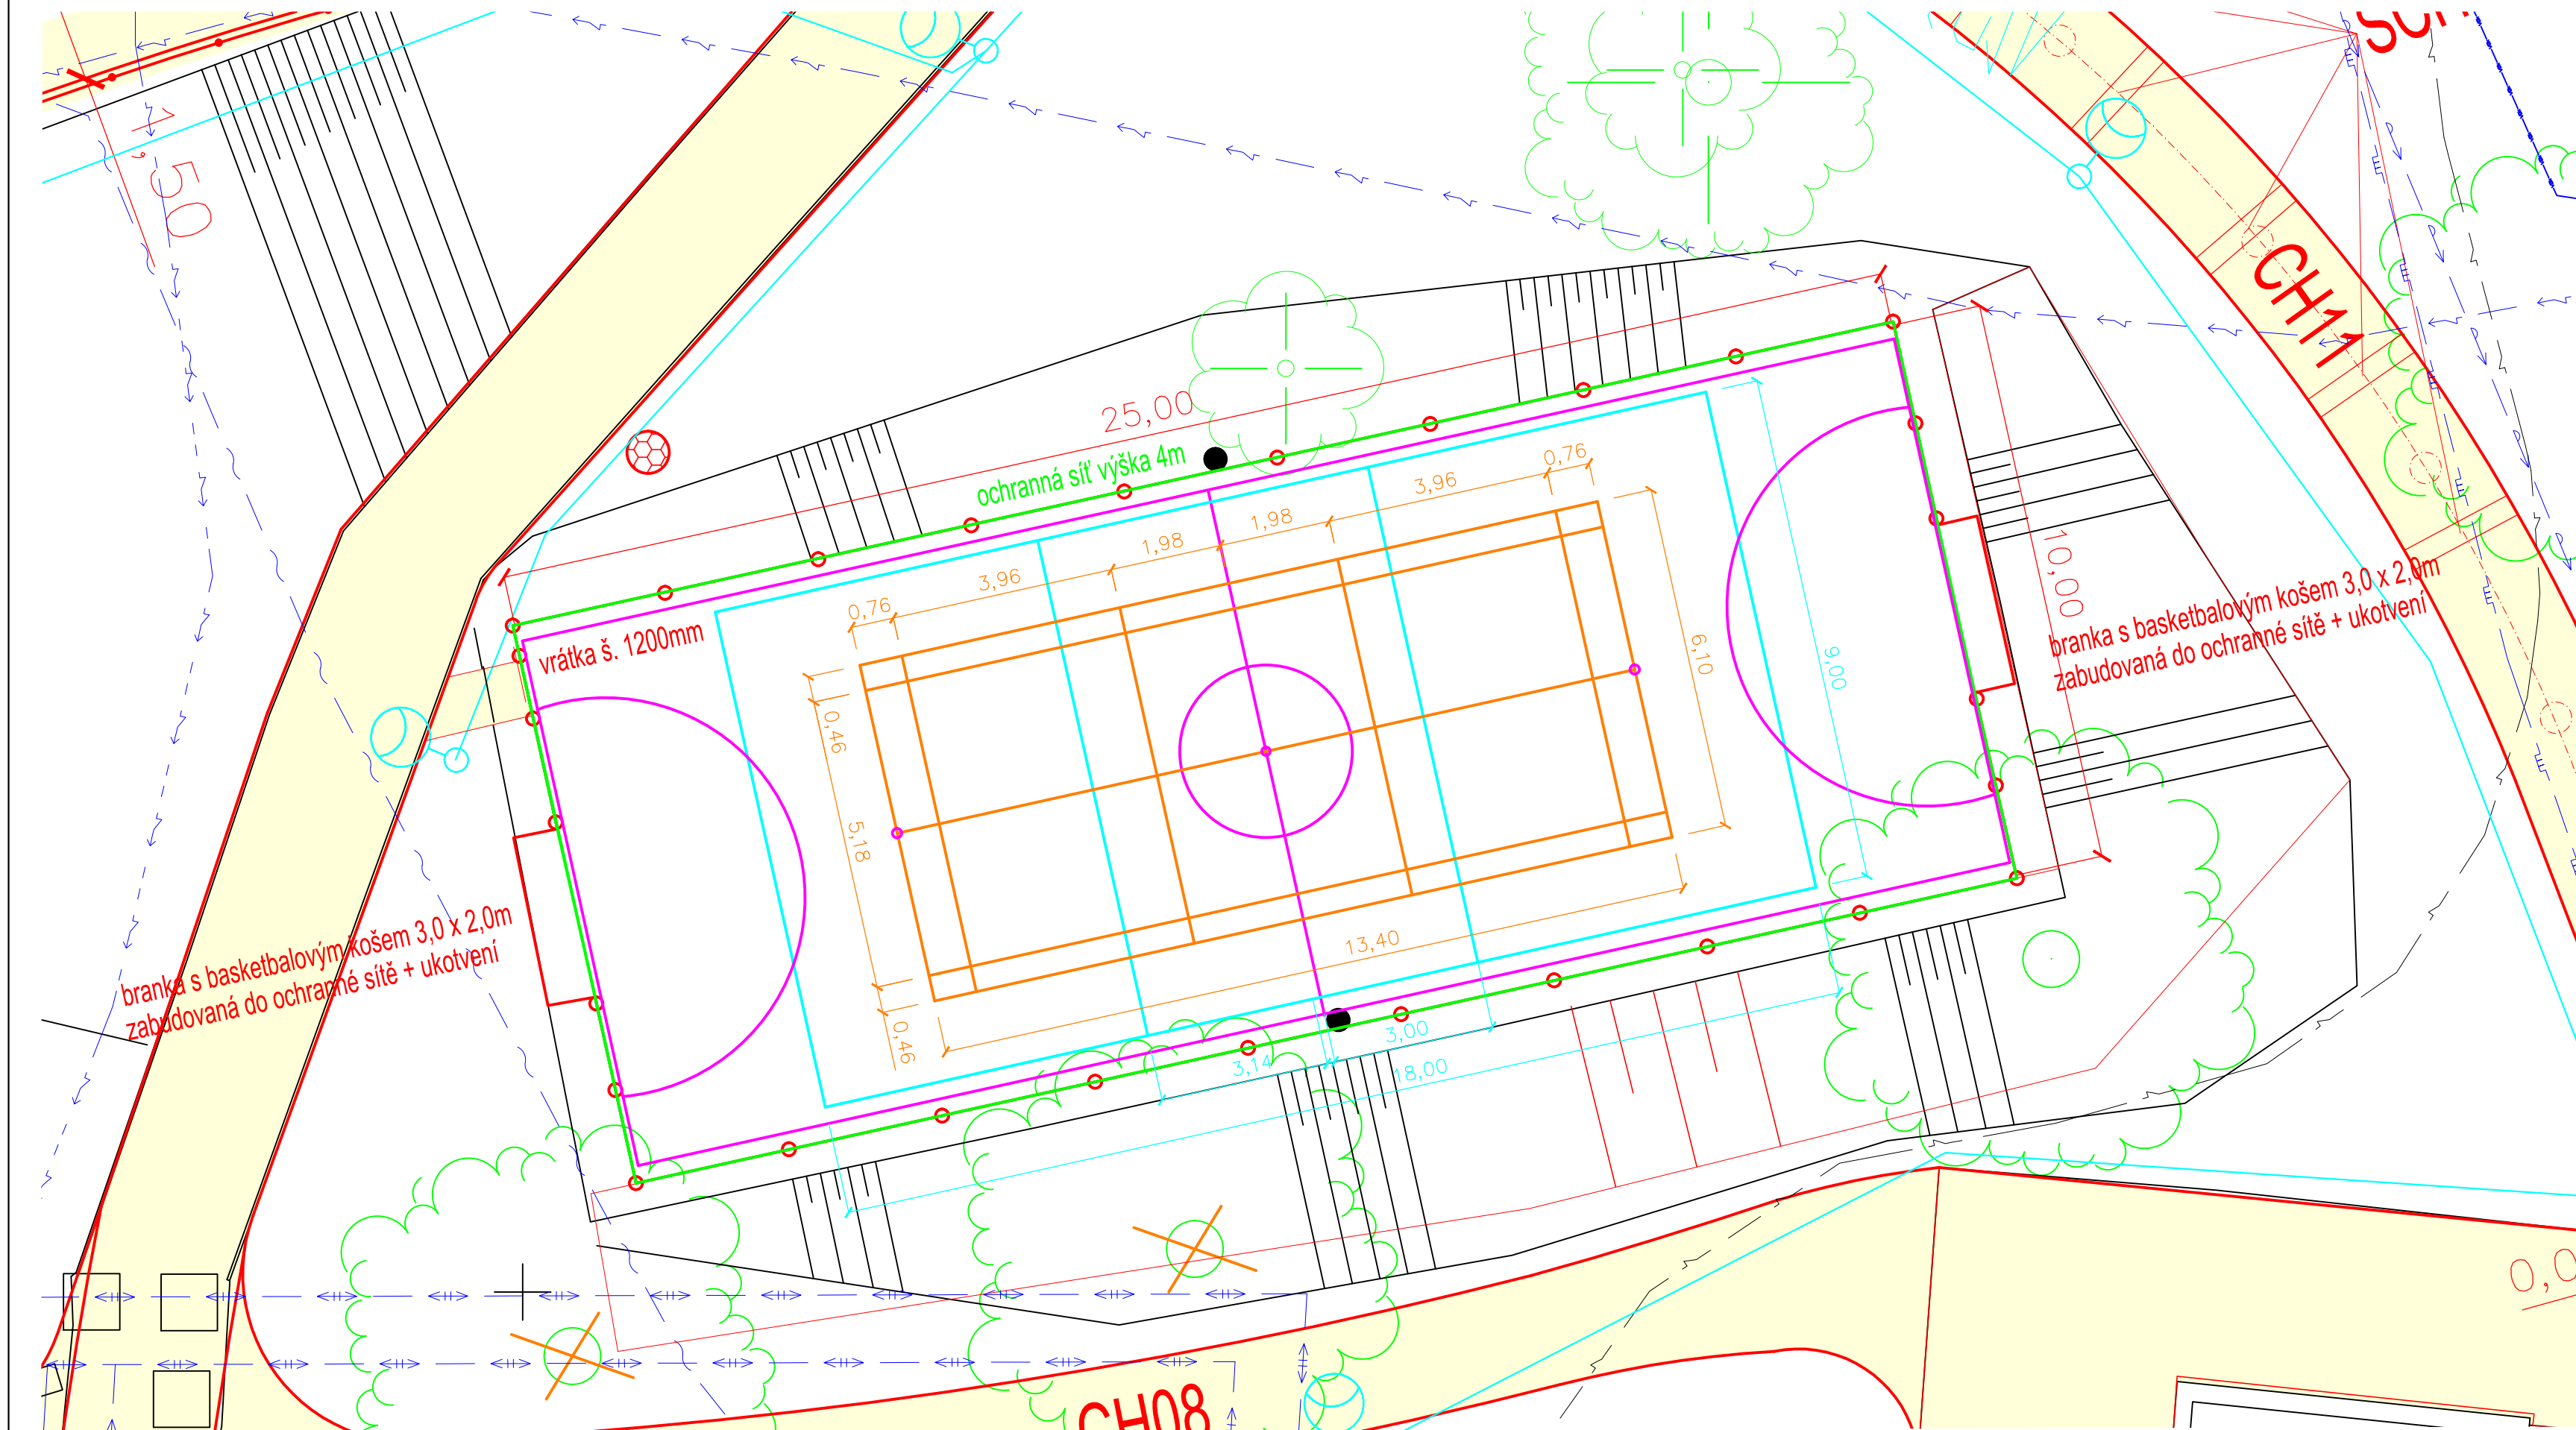 1,50
CH11
25,00
ochranná síť výška 4m
0,76
3,96
1,98
1,98
3,96
0,76
vrátka š. 1200mm
10,00
branka s basketbalovým košem 3,0 x 2,0m
zabudovaná do ochranné sítě + ukotvení
6,10
9,00
0,46
5,18
0,46
branka s basketbalovým košem 3,0 x 2,0m
zabudovaná do ochranné sítě + ukotvení
13,40
3,00
3,14
18,00
CH08